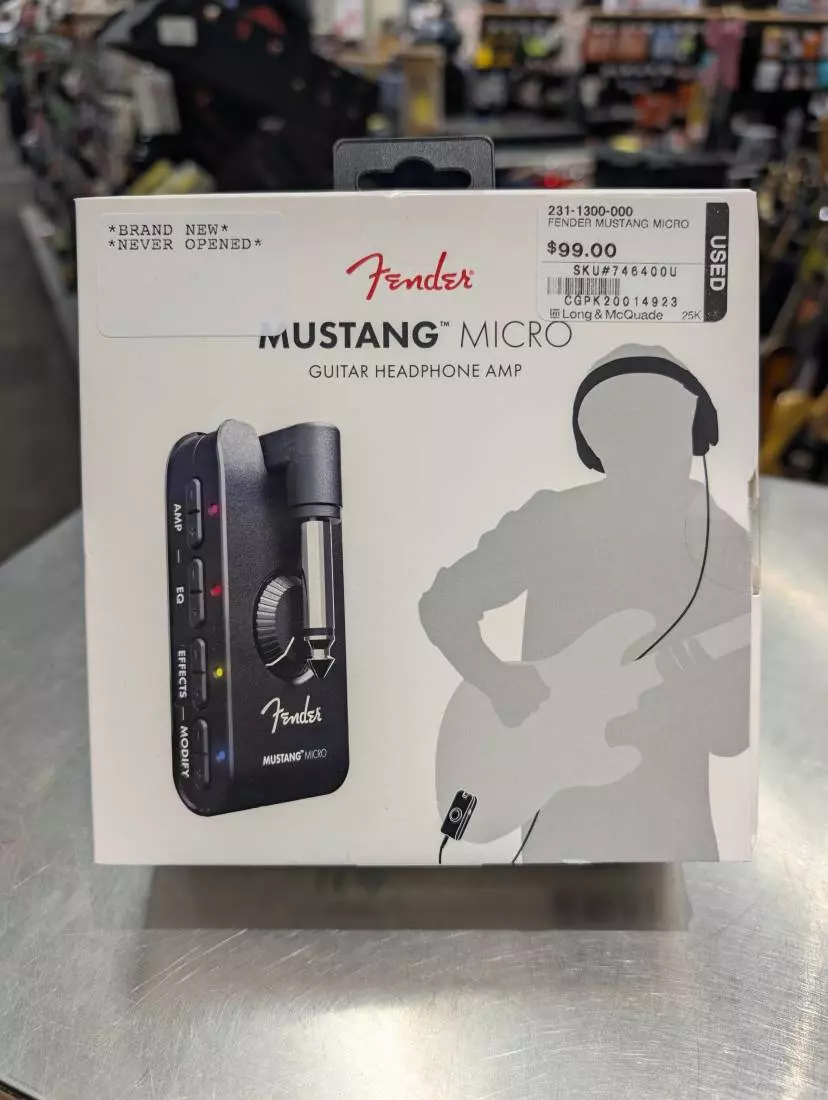 *BRAND NEW*
*NEVER OPENED*
231-1300-000
FENDER MUSTANG MICRO
$99.00
SKU#746400U
CGPK20014923
Long & McQuade 25K
USED
Fender
MUSTANG™ MICRO
GUITAR HEADPHONE AMP
AMP
EQ
EFFECTS
MODIFY
Fender
MUSTANG™ MICRO